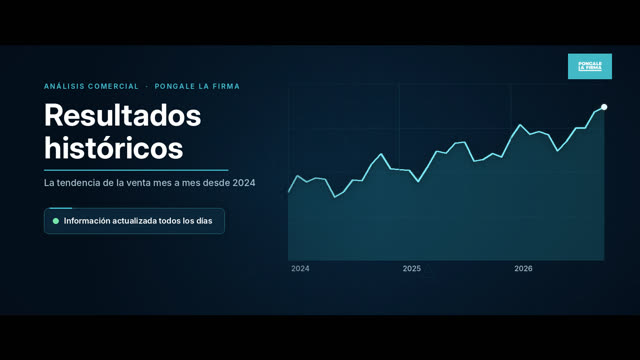 PONGALE
LA FIRMA
ANÁLISIS COMERCIAL · PONGALE LA FIRMA
Resultados
históricos
La tendencia de la venta mes a mes desde 2024
Información actualizada todos los días
2024
2025
2026